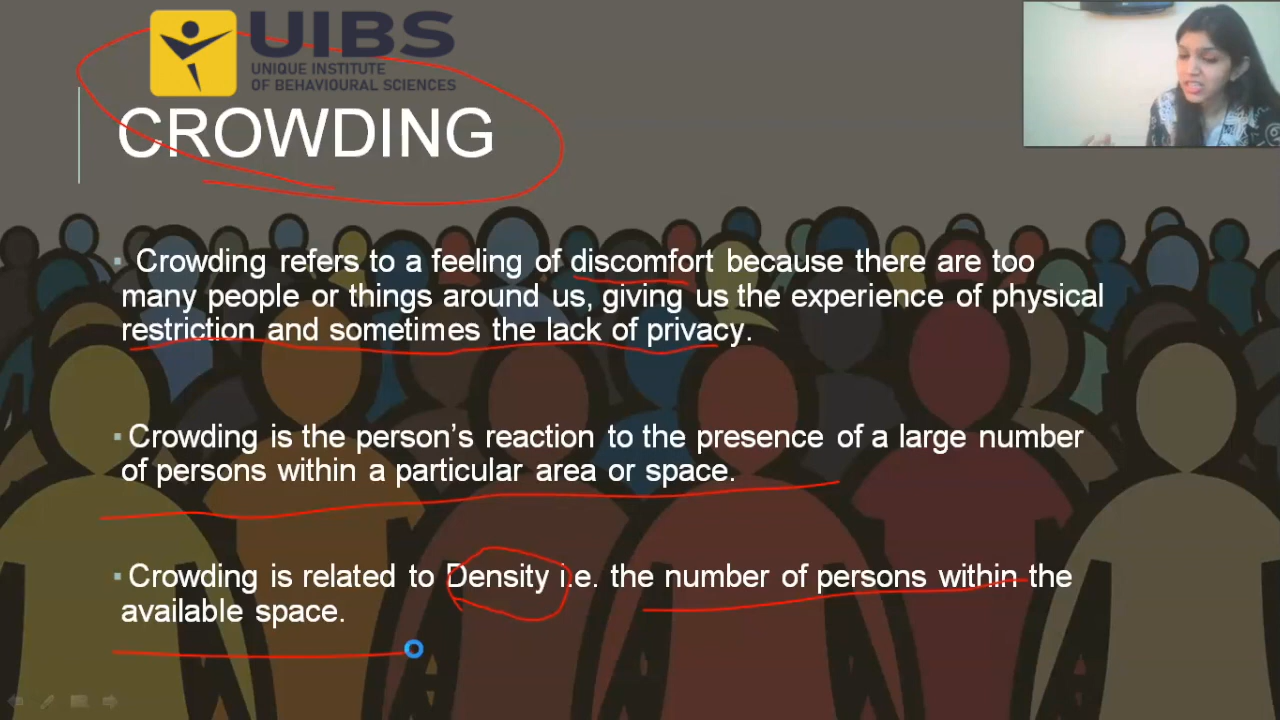 UIBS
UNIQUE INSTITUTE
OF BEHAVIOURAL SCIENCES
CROWDING
▪ Crowding refers to a feeling of discomfort because there are too
many people or things around us, giving us the experience of physical
restriction and sometimes the lack of privacy.
▪ Crowding is the person’s reaction to the presence of a large number
of persons within a particular area or space.
▪ Crowding is related to Density i.e. the number of persons within the
available space.